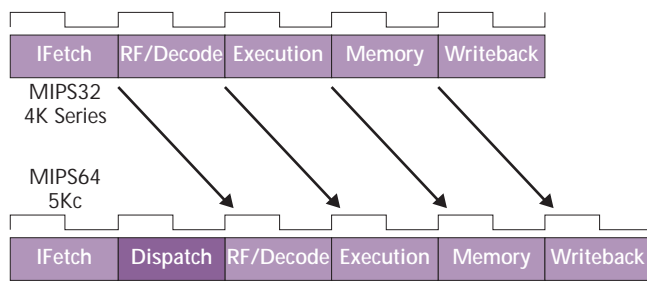 IFetch RF/Decode Execution Memory Writeback
MIPS32
4K Series
MIPS64
5Kc
IFetch Dispatch RF/Decode Execution Memory Writeback